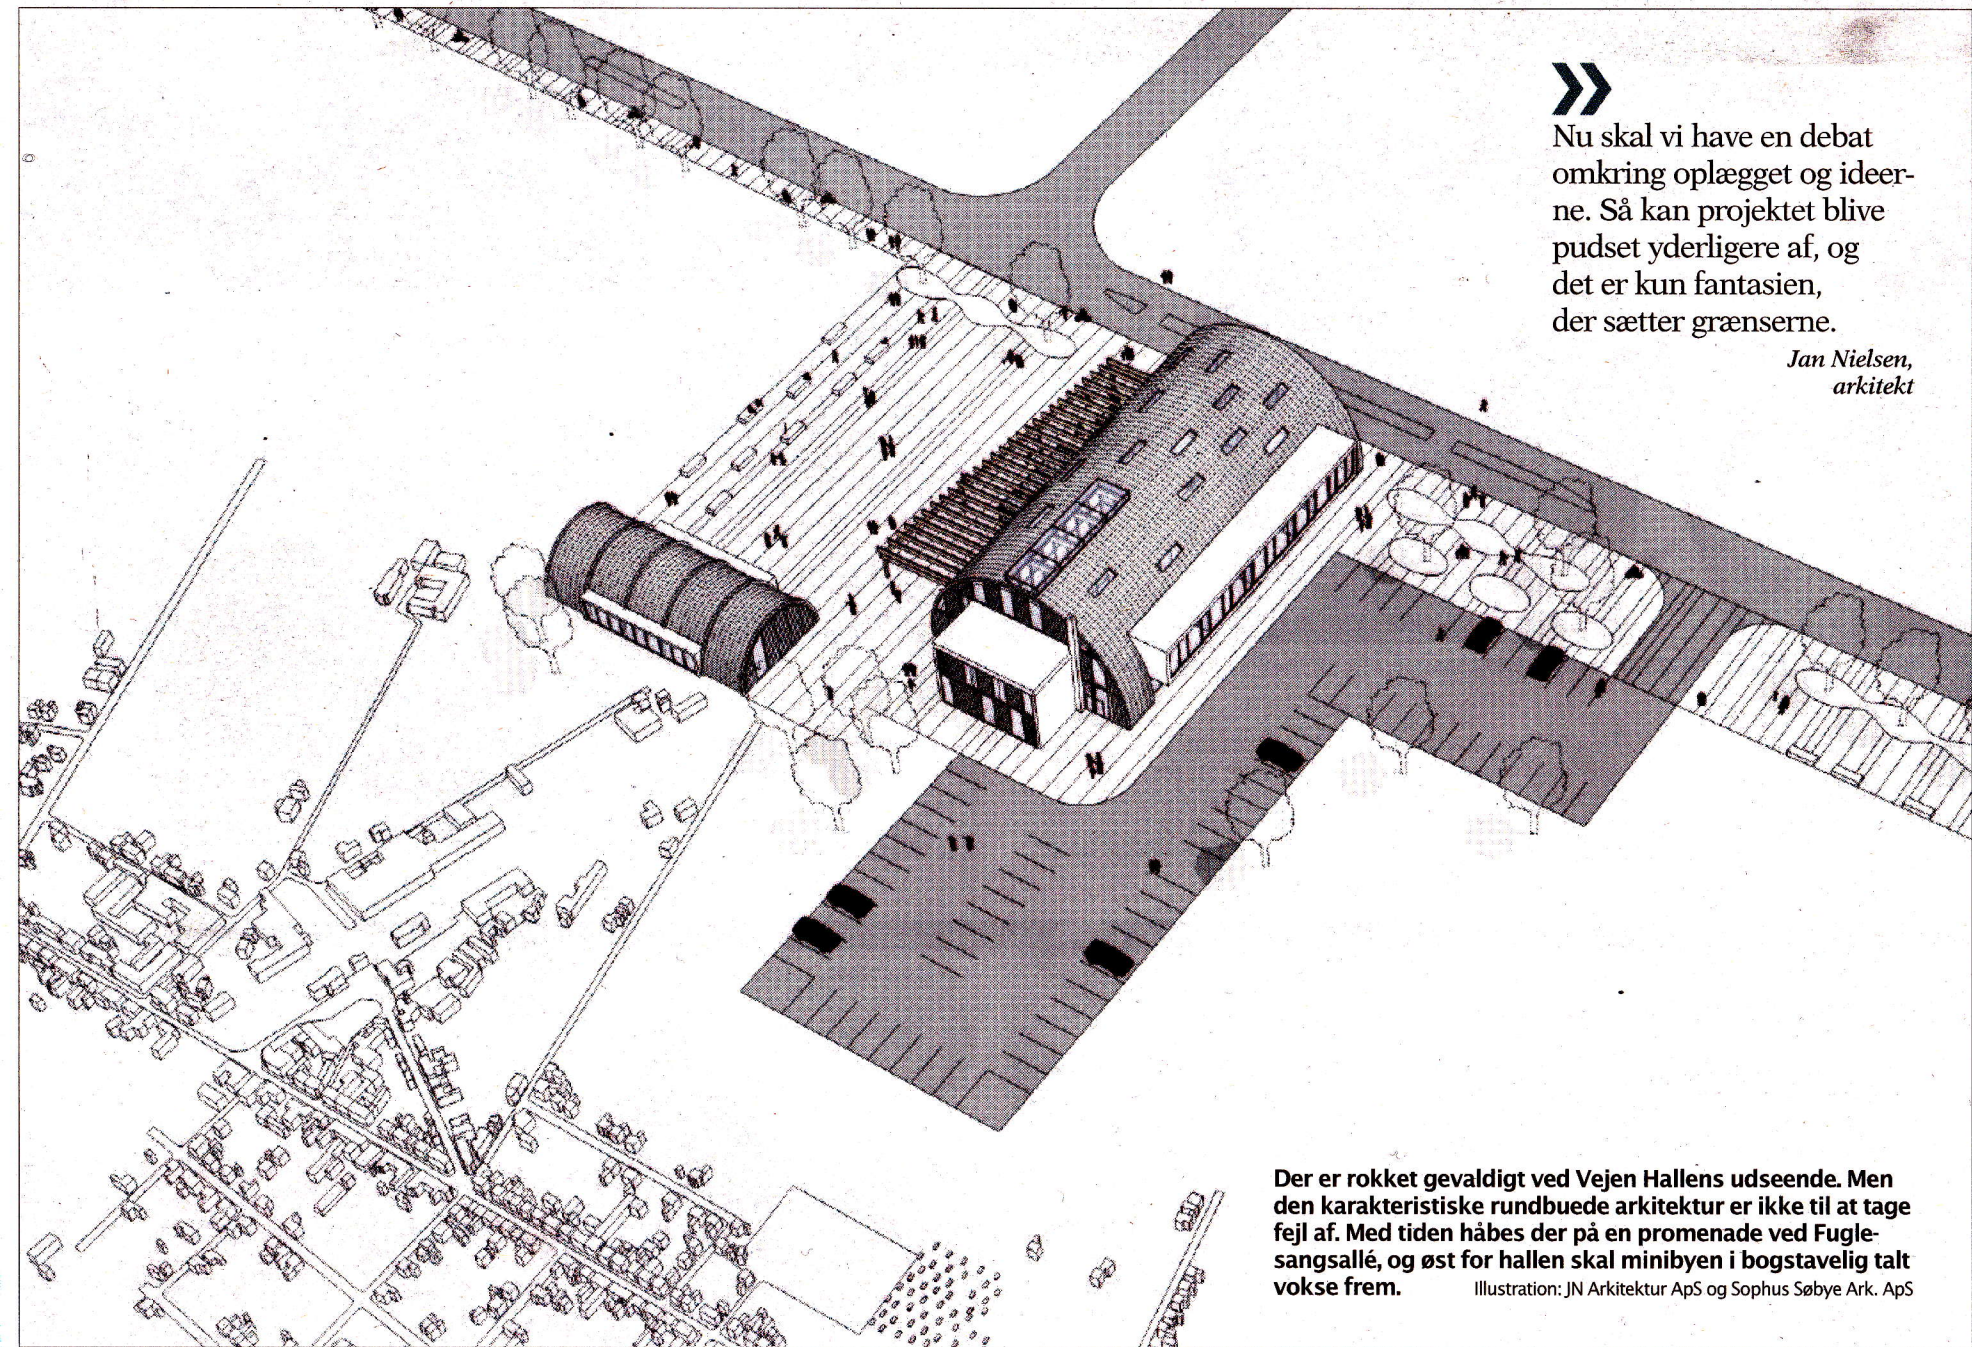 »
Nu skal vi have en debat
omkring oplægget og ideer-
ne. Så kan projektet blive
pudset yderligere af, og
det er kun fantasien,
der sætter grænserne.
Jan Nielsen,
arkitekt
Der er rokket gevaldigt ved Vejen Hallens udseende. Men
den karakteristiske rundbuede arkitektur er ikke til at tage
fejl af. Med tiden håbes der på en promenade ved Fugle-
sangsallé, og øst for hallen skal minibyen i bogstavelig talt
vokse frem. Illustration: JN Arkitektur ApS og Sophus Søbye Ark. ApS